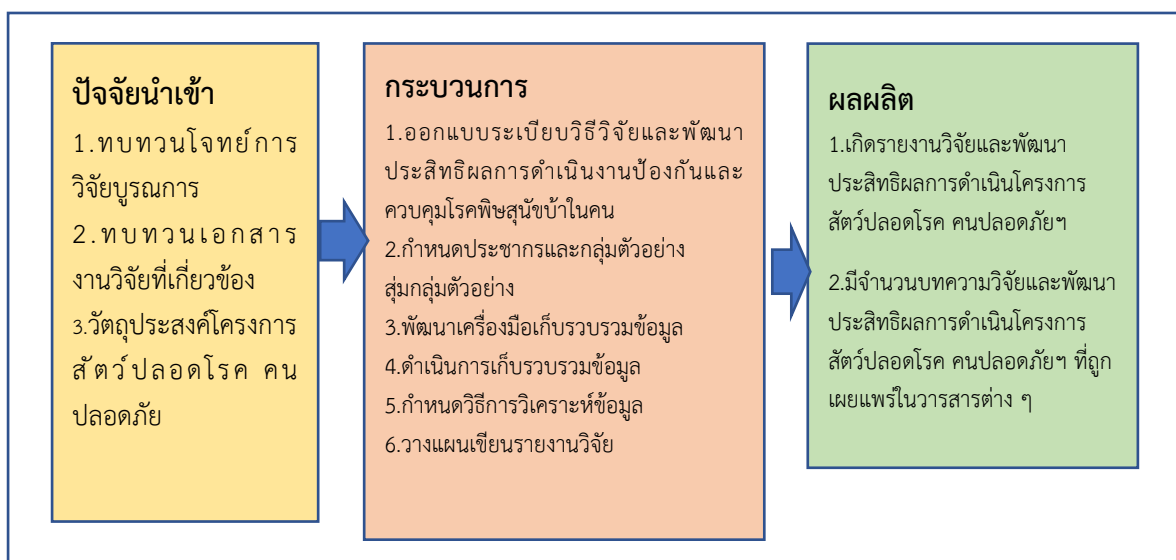 ปัจจัยนำเข้า
1.ทบทวนโจทย์การ
วิจัยบูรณการ
2.ทบทวนเอกสาร
งานวิจัยที่เกี่ยวข้อง
3.วัตถุประสงค์โครงการ
สัตว์ปลอดโรค คน
ปลอดภัย
กระบวนการ
1.ออกแบบระเบียบวิธีวิจัยและพัฒนา
ประสิทธิผลการดำเนินงานป้องกันและ
ควบคุมโรคพิษสุนัขบ้าในคน
2.กำหนดประชากรและกลุ่มตัวอย่าง
สุ่มกลุ่มตัวอย่าง
3.พัฒนาเครื่องมือเก็บรวบรวมข้อมูล
4.ดำเนินการเก็บรวบรวมข้อมูล
5.กำหนดวิธีการวิเคราะห์ข้อมูล
6.วางแผนเขียนรายงานวิจัย
ผลผลิต
1.เกิดรายงานวิจัยและพัฒนา
ประสิทธิผลการดำเนินโครงการ
สัตว์ปลอดโรค คนปลอดภัยฯ
2.มีจำนวนบทความวิจัยและพัฒนา
ประสิทธิผลการดำเนินโครงการ
สัตว์ปลอดโรค คนปลอดภัยฯ ที่ถูก
เผยแพร่ในวารสารต่าง ๆ